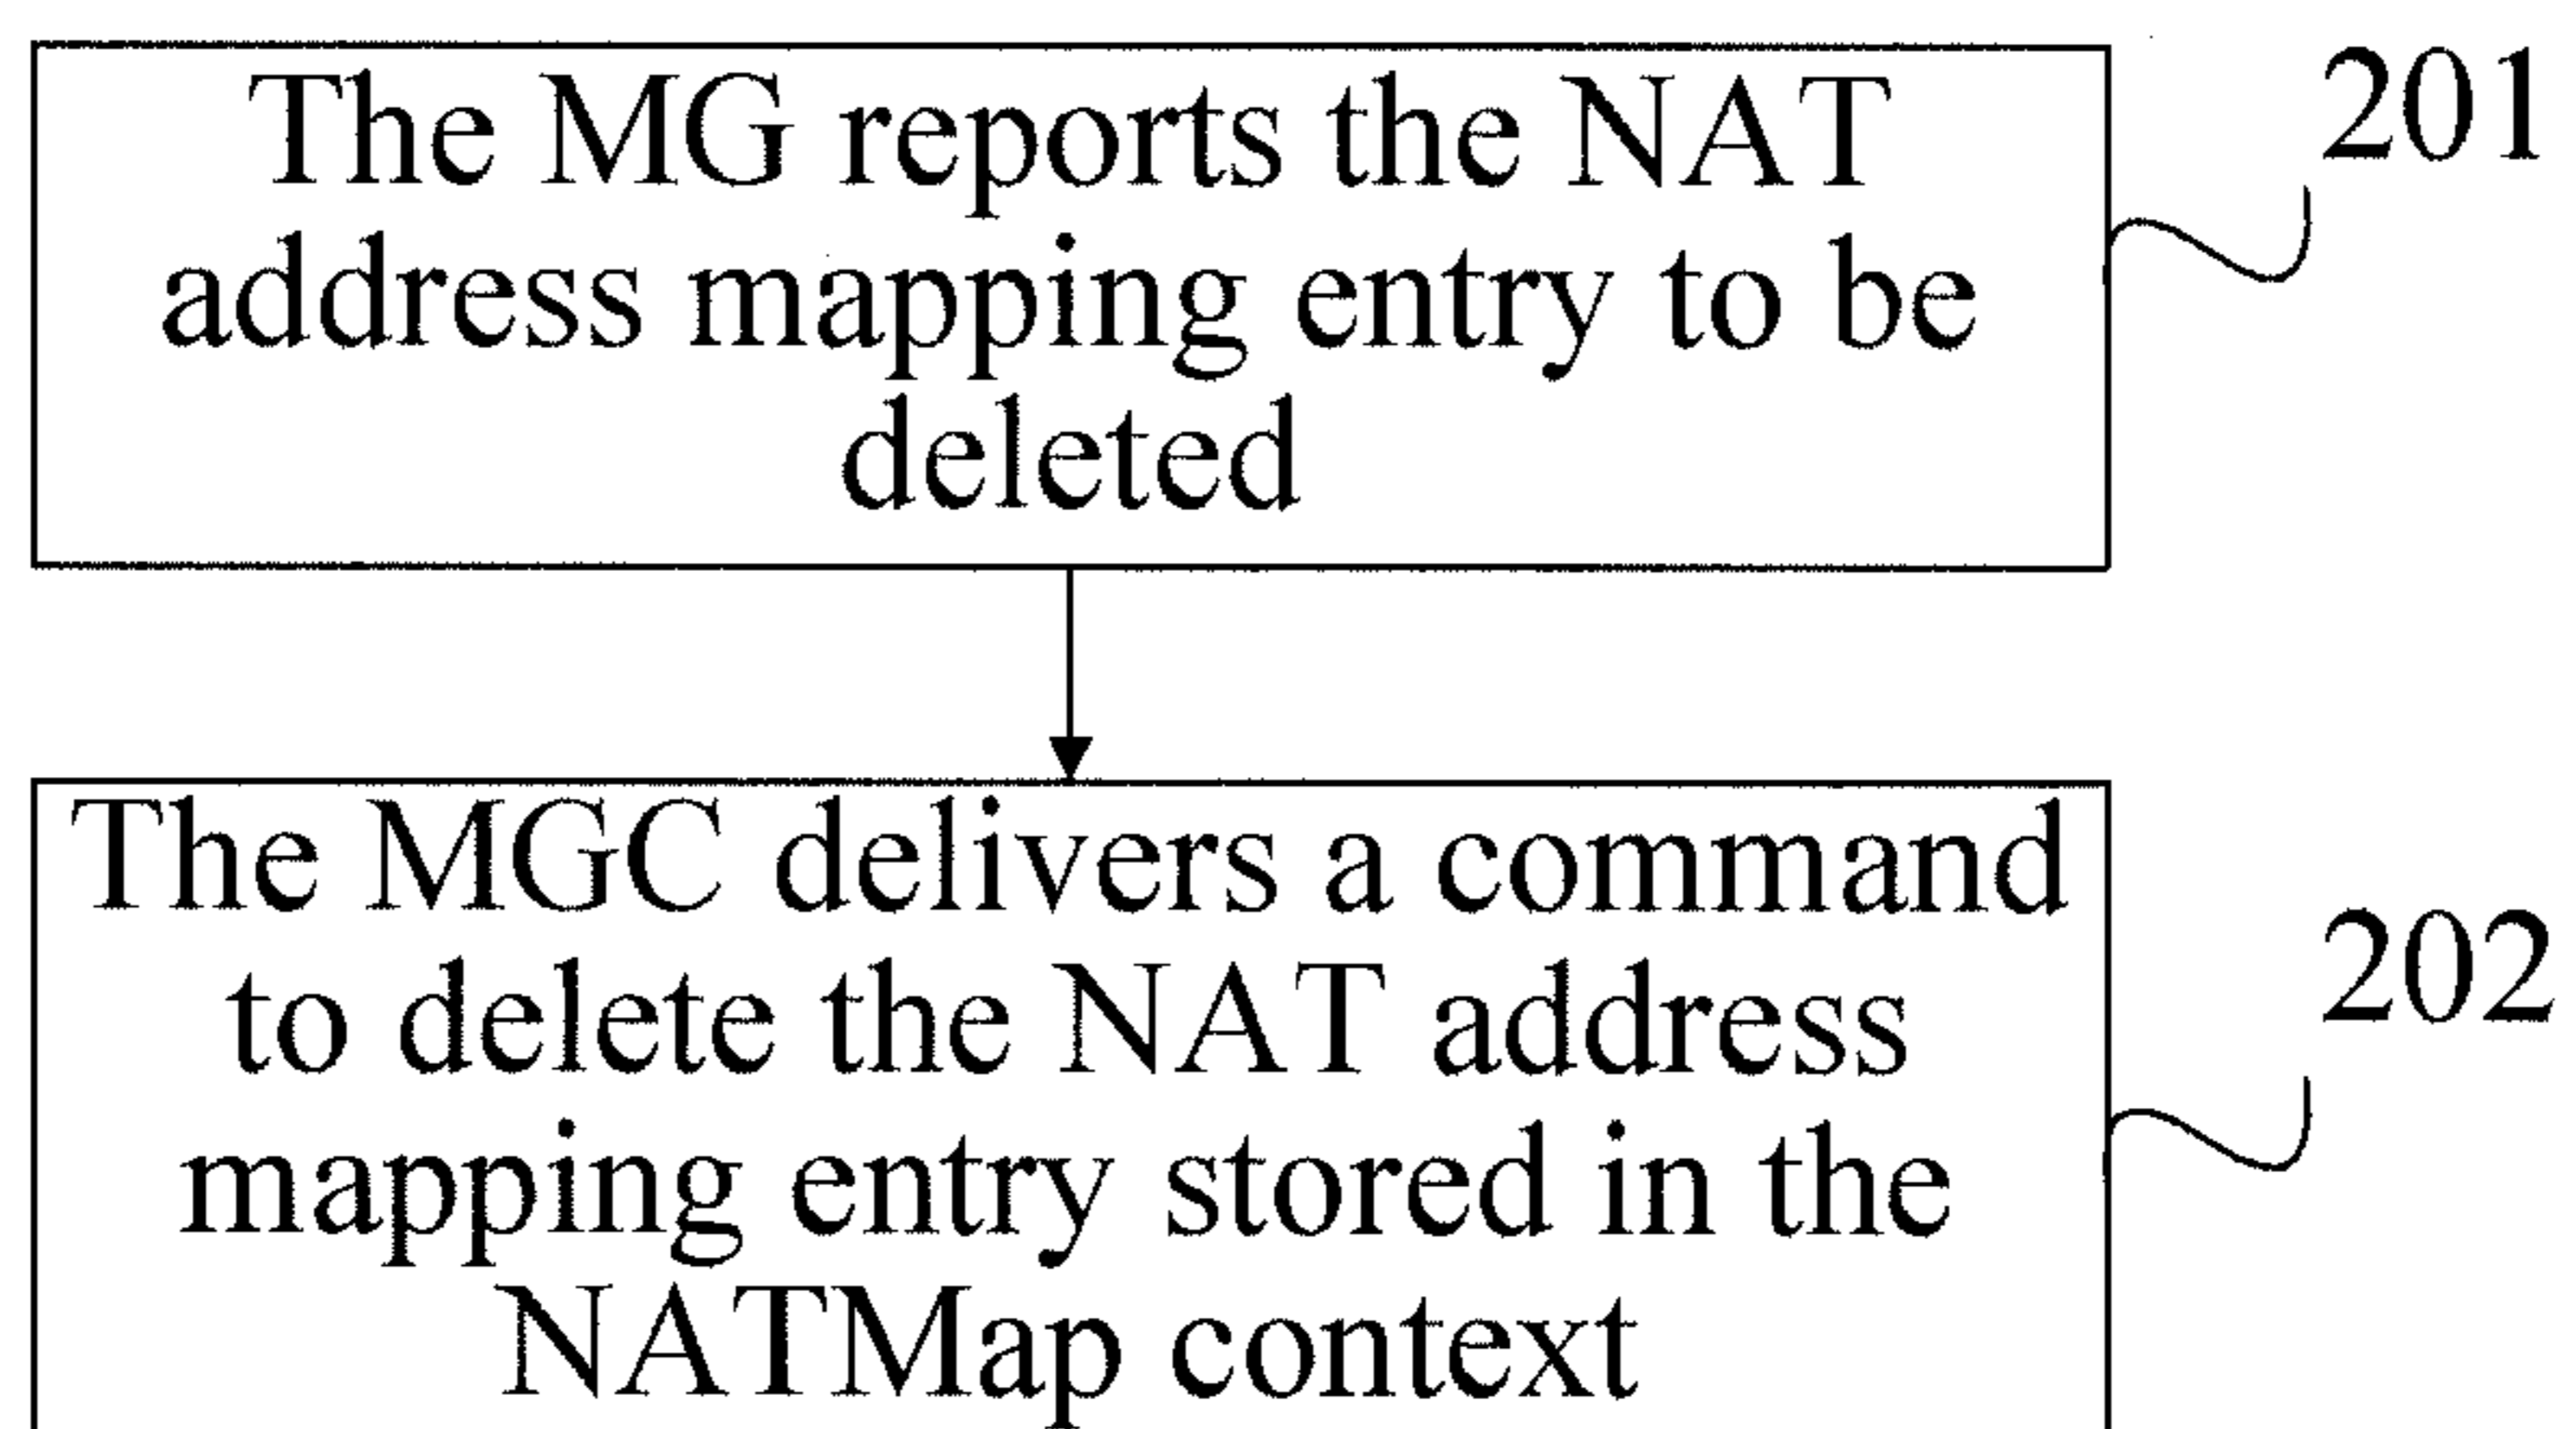 The MG reports the NAT
address mapping entry to be
deleted
201
The MGC delivers a command
to delete the NAT address
mapping entry stored in the
NATMap context
202